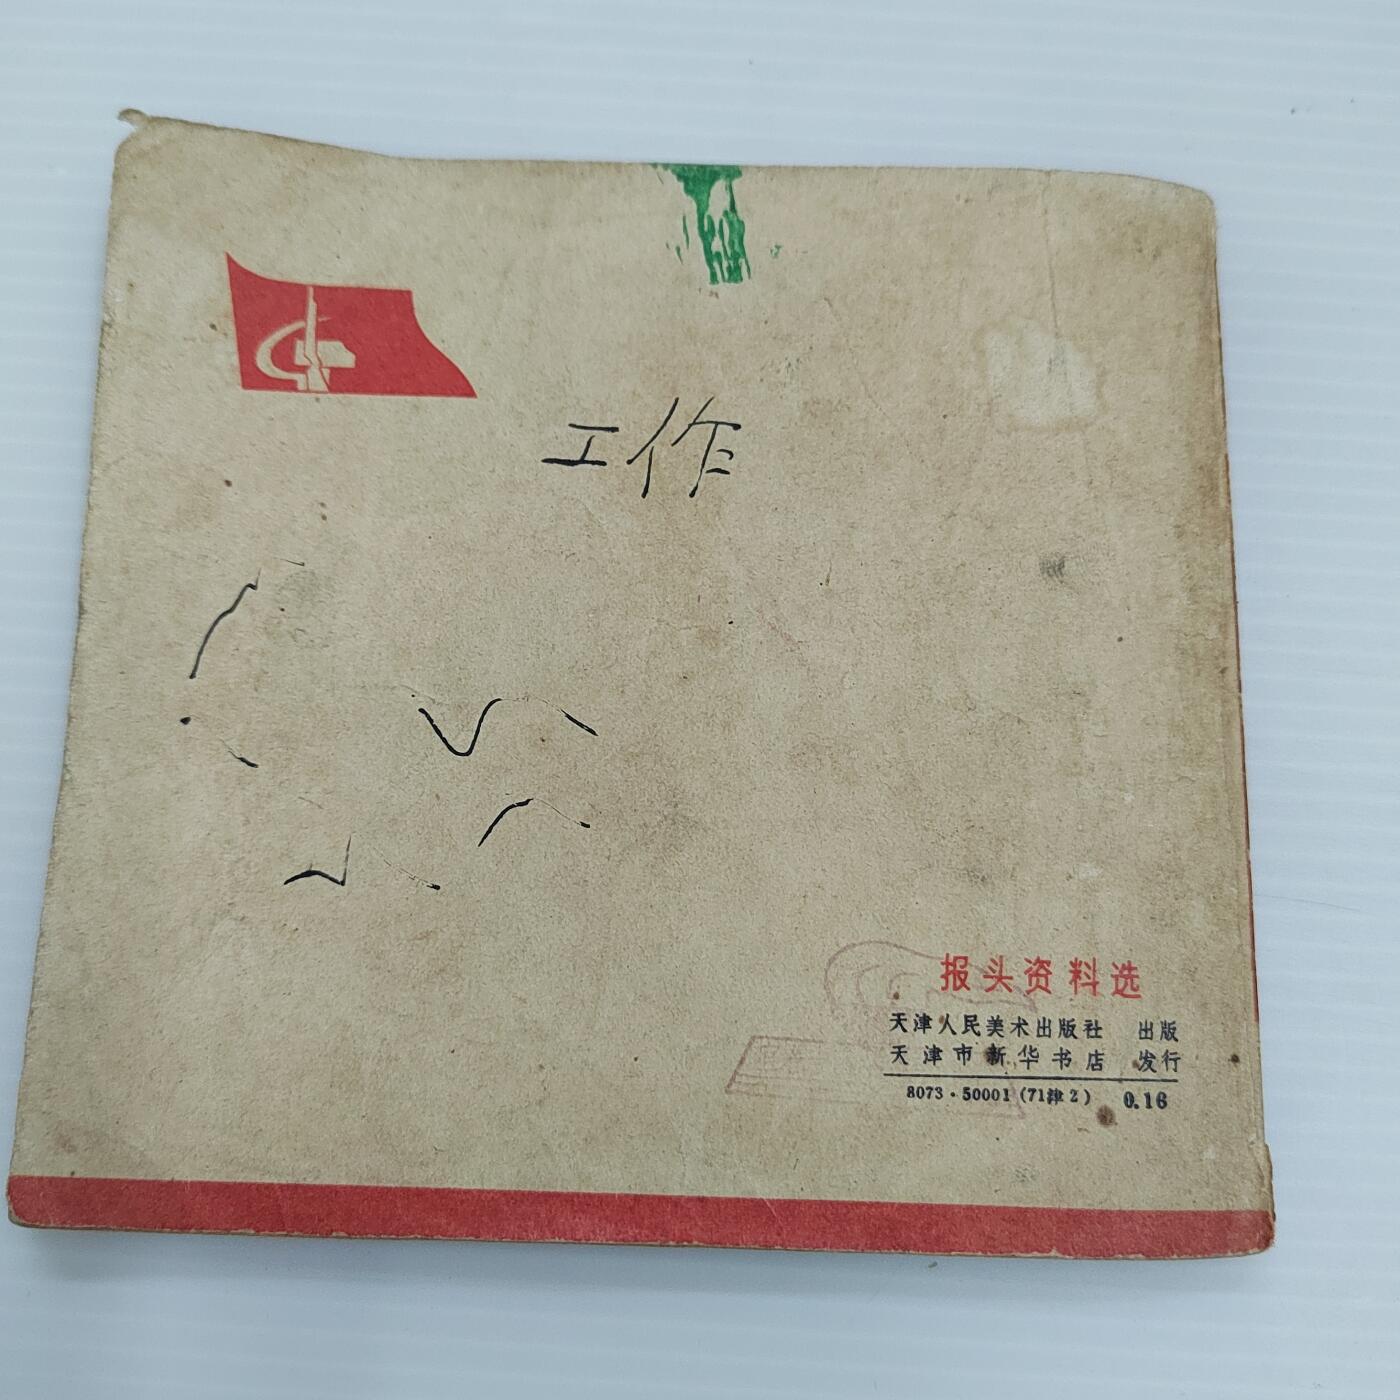 工作
报头资料选
天津人民美术出版社 出版
天津市新华书店 发行
8073·50001(71津2) 0.16